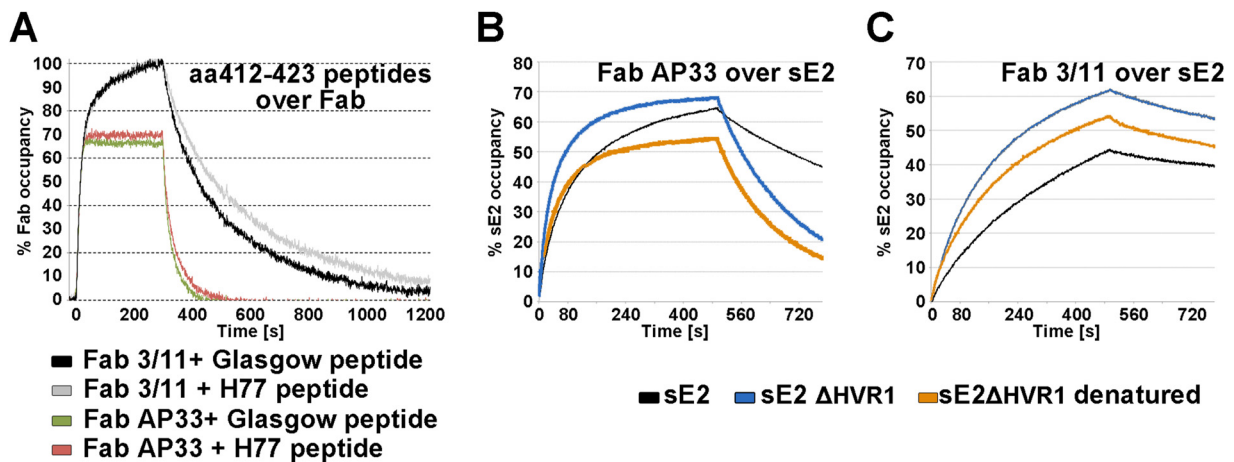 A
aa412-423 peptides
over Fab
% Fab occupancy
100
90
80
70
60
50
40
30
20
10
0
0 200 400 600 800 1000 1200
Time [s]
Fab 3/11+ Glasgow peptide
Fab 3/11 + H77 peptide
Fab AP33+ Glasgow peptide
Fab AP33 + H77 peptide
B
Fab AP33 over sE2
% sE2 occupancy
80
70
60
50
40
30
20
10
0
0 80 240 400 560 720
Time [s]
C
Fab 3/11 over sE2
% sE2 occupancy
70
60
50
40
30
20
10
0
0 80 240 400 560 720
Time [s]
sE2 sE2 ΔHVR1 sE2ΔHVR1 denatured